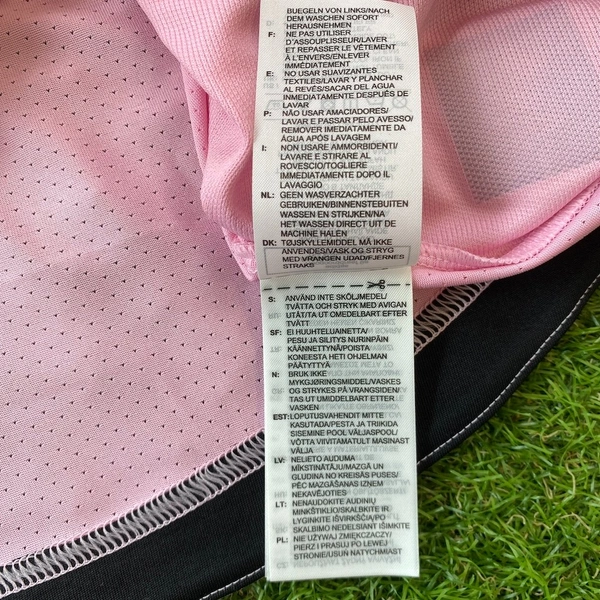 BUEGELN VON LINKS/NACH
DEM WASCHEN SOFORT
HERAUSNEHMEN
F: NE PAS UTILISER
D'ASSOUPLISSEUR/LAVER
ET REPASSER LE VÊTEMENT
À L'ENVERS/ENLEVER
IMMÉDIATEMENT
E: NO USAR SUAVIZANTES
TEXTILES/LAVAR Y PLANCHAR
AL REVÉS/SACAR DEL AGUA
INMEDIATAMENTE DESPUÉS DE
LAVAR
P: NÃO USAR AMACIADORES/
LAVAR E PASSAR PELO AVESSO/
REMOVER IMEDIATAMENTE DA
ÁGUA APÓS LAVAGEM
I: NON USARE AMMORBIDENTI/
LAVARE E STIRARE AL
ROVESCIO/TOGLIERE
IMMEDIATAMENTE DOPO IL
LAVAGGIO
NL: GEEN WASVERZACHTER
GEBRUIKEN/BINNENSTEBUITEN
WASSEN EN STRIJKEN/NA
HET WASSEN DIRECT UIT DE
MACHINE HALEN
DK: TØJSKYLLEMIDDEL MÅ IKKE
ANVENDES/VASK OG STRYG
MED VRANGEN UDAD/FJERNES
STRAKS
S: ANVÄND INTE SKÖLJMEDEL/
TVÄTTA OCH STRYK MED AVIGAN
UTÅT/TA UT OMEDELBART EFTER
TVÄTT
SF: EI HUUHTELUAINETTA/
PESU JA SILITYS NURINPÄIN
KÄÄNNETTYNÄ/POISTA
KONEESTA HETI OHJELMAN
PÄÄTYTTYÄ
N: BRUK IKKE
MYKGJØRINGSMIDDEL/VASKES
OG STRYKES PÅ VRANGSIDEN/
TAS UT UMIDDELBART ETTER
VASKEN
EST: LOPUTUSVAHENDIT MITTE
KASUTADA/PESTA JA TRIIKIDA
SISEMINE POOL VÄLJASPOOL/
VÕTTA VIIVITAMATULT MASINAST
VÄLJA
LV: NELIETO AUDUMA
MĪKSTINĀTĀJU/MAZGĀ UN
GLUDINA NO KREISĀS PUSES/
PĒC MAZGĀŠANAS IZŅEM
NEKAVĒJOTIES
LT: NENAUDOKITE AUDINIŲ
MINKŠTIKLIO/SKALBKITE IR
LYGINKITE IŠVIRKŠČIĄ/PO
SKALBIMO NEDELSIANT IŠIMKITE
PL: NIE UŻYWAJ ZMIĘKCZACZY/
PIERZ I PRASUJ PO LEWEJ
STRONIE/USUŃ NATYCHMIAST